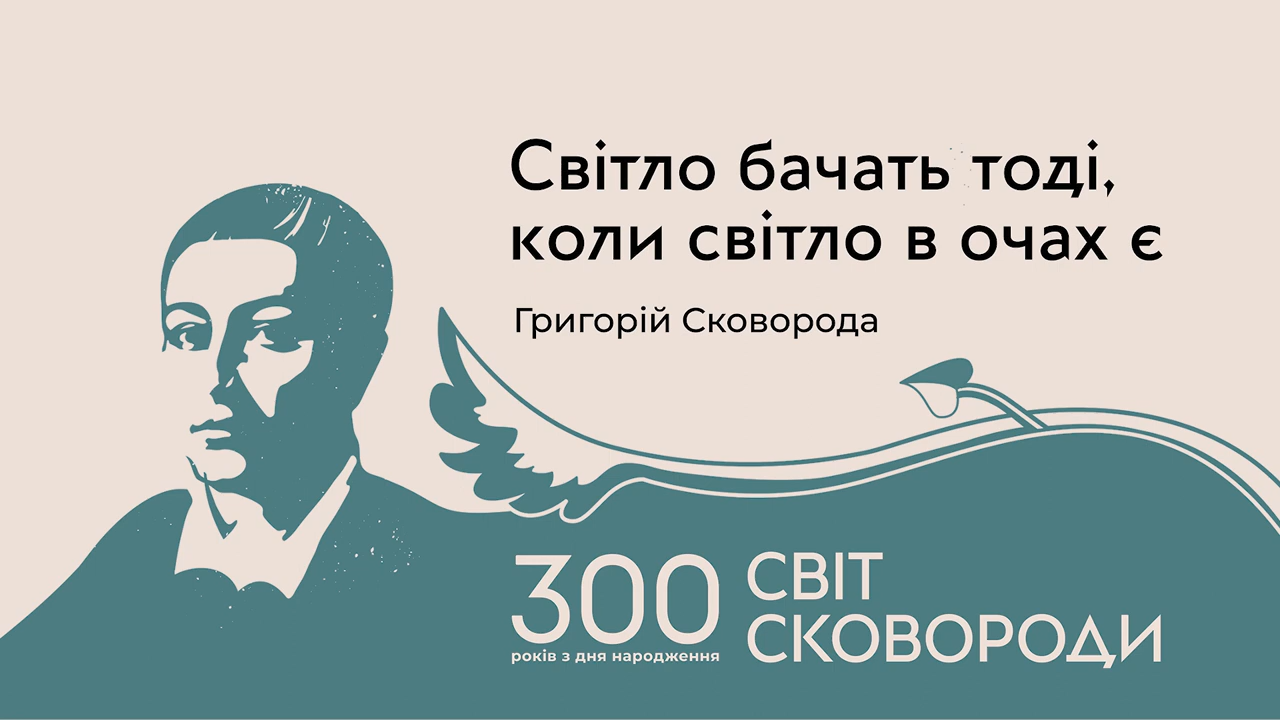 Світло бачать тоді,
коли світло в очах є
Григорій Сковорода
300
років з дня народження
СВІТ
СКОВОРОДИ